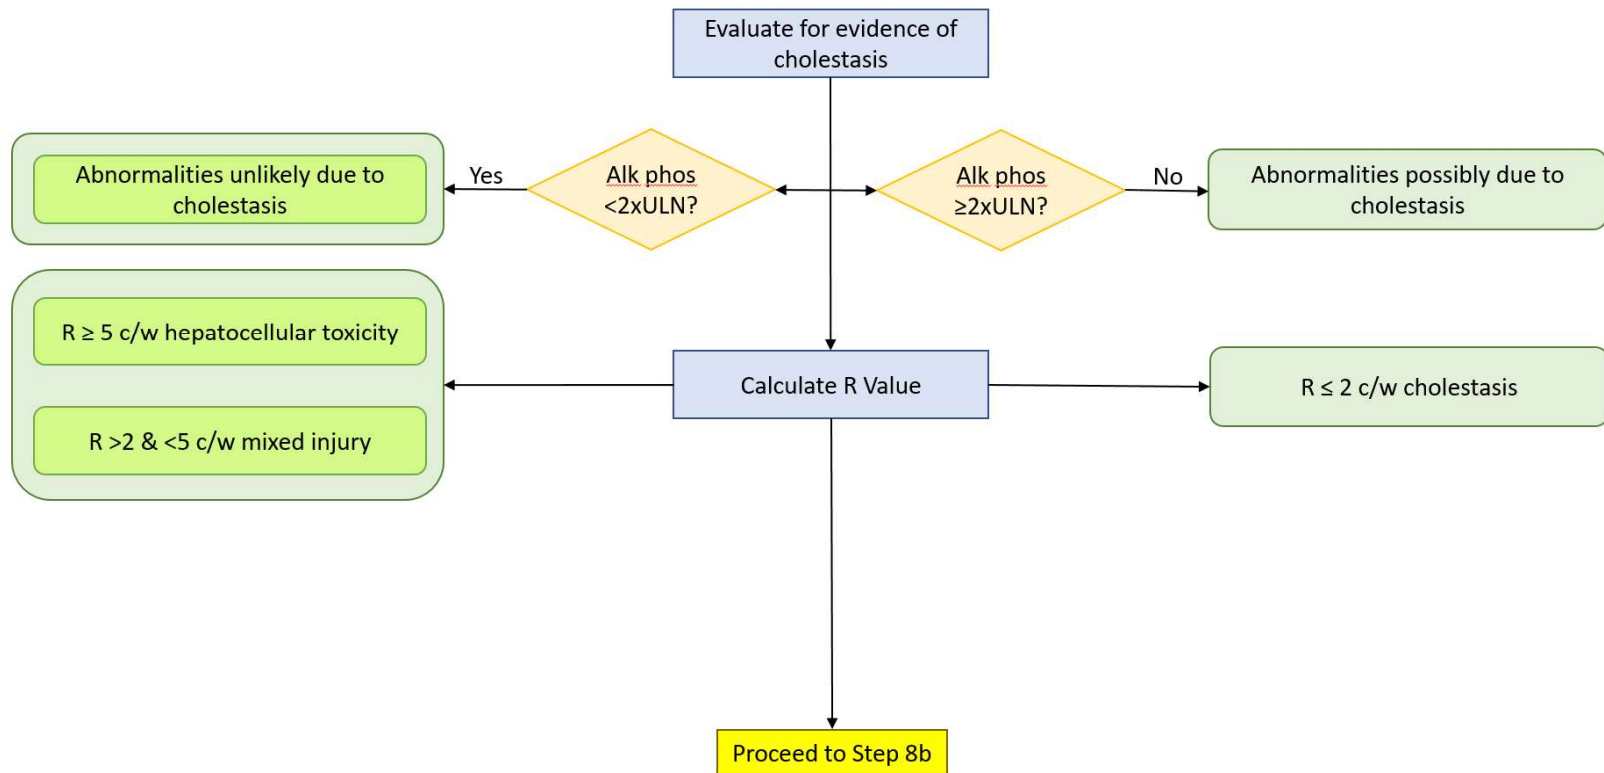 Evaluate for evidence of
cholestasis
Abnormalities unlikely due to
cholestasis
Yes
Alk phos
<2xULN?
Alk phos
≥2xULN?
No
Abnormalities possibly due to
cholestasis
R ≥ 5 c/w hepatocellular toxicity
R >2 & <5 c/w mixed injury
Calculate R Value
R ≤ 2 c/w cholestasis
Proceed to Step 8b